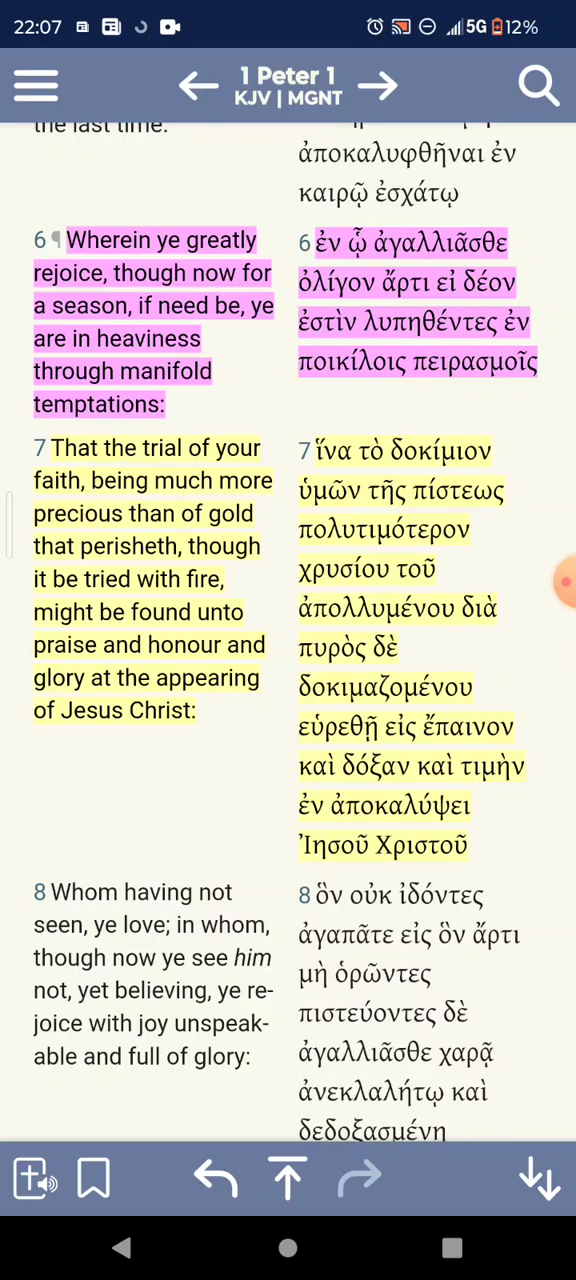 22:07
5G 12%
1 Peter 1
KJV | MGNT
the last time.
6 ¶ Wherein ye greatly
rejoice, though now for
a season, if need be, ye
are in heaviness
through manifold
temptations:
7 That the trial of your
faith, being much more
precious than of gold
that perisheth, though
it be tried with fire,
might be found unto
praise and honour and
glory at the appearing
of Jesus Christ:
8 Whom having not
seen, ye love; in whom,
though now ye see him
not, yet believing, ye re-
joice with joy unspeak-
able and full of glory:
ἀποκαλυφθῆναι ἐν
καιρῷ ἐσχάτῳ
6 ἐν ᾧ ἀγαλλιᾶσθε
ὀλίγον ἄρτι εἰ δέον
ἐστὶν λυπηθέντες ἐν
ποικίλοις πειρασμοῖς
7 ἵνα τὸ δοκίμιον
ὑμῶν τῆς πίστεως
πολυτιμότερον
χρυσίου τοῦ
ἀπολλυμένου διὰ
πυρὸς δὲ
δοκιμαζομένου
εὑρεθῇ εἰς ἔπαινον
καὶ δόξαν καὶ τιμὴν
ἐν ἀποκαλύψει
Ἰησοῦ Χριστοῦ
8 ὃν οὐκ ἰδόντες
ἀγαπᾶτε εἰς ὃν ἄρτι
μὴ ὁρῶντες
πιστεύοντες δὲ
ἀγαλλιᾶσθε χαρᾷ
ἀνεκλαλήτῳ καὶ
δεδοξασμένῃ